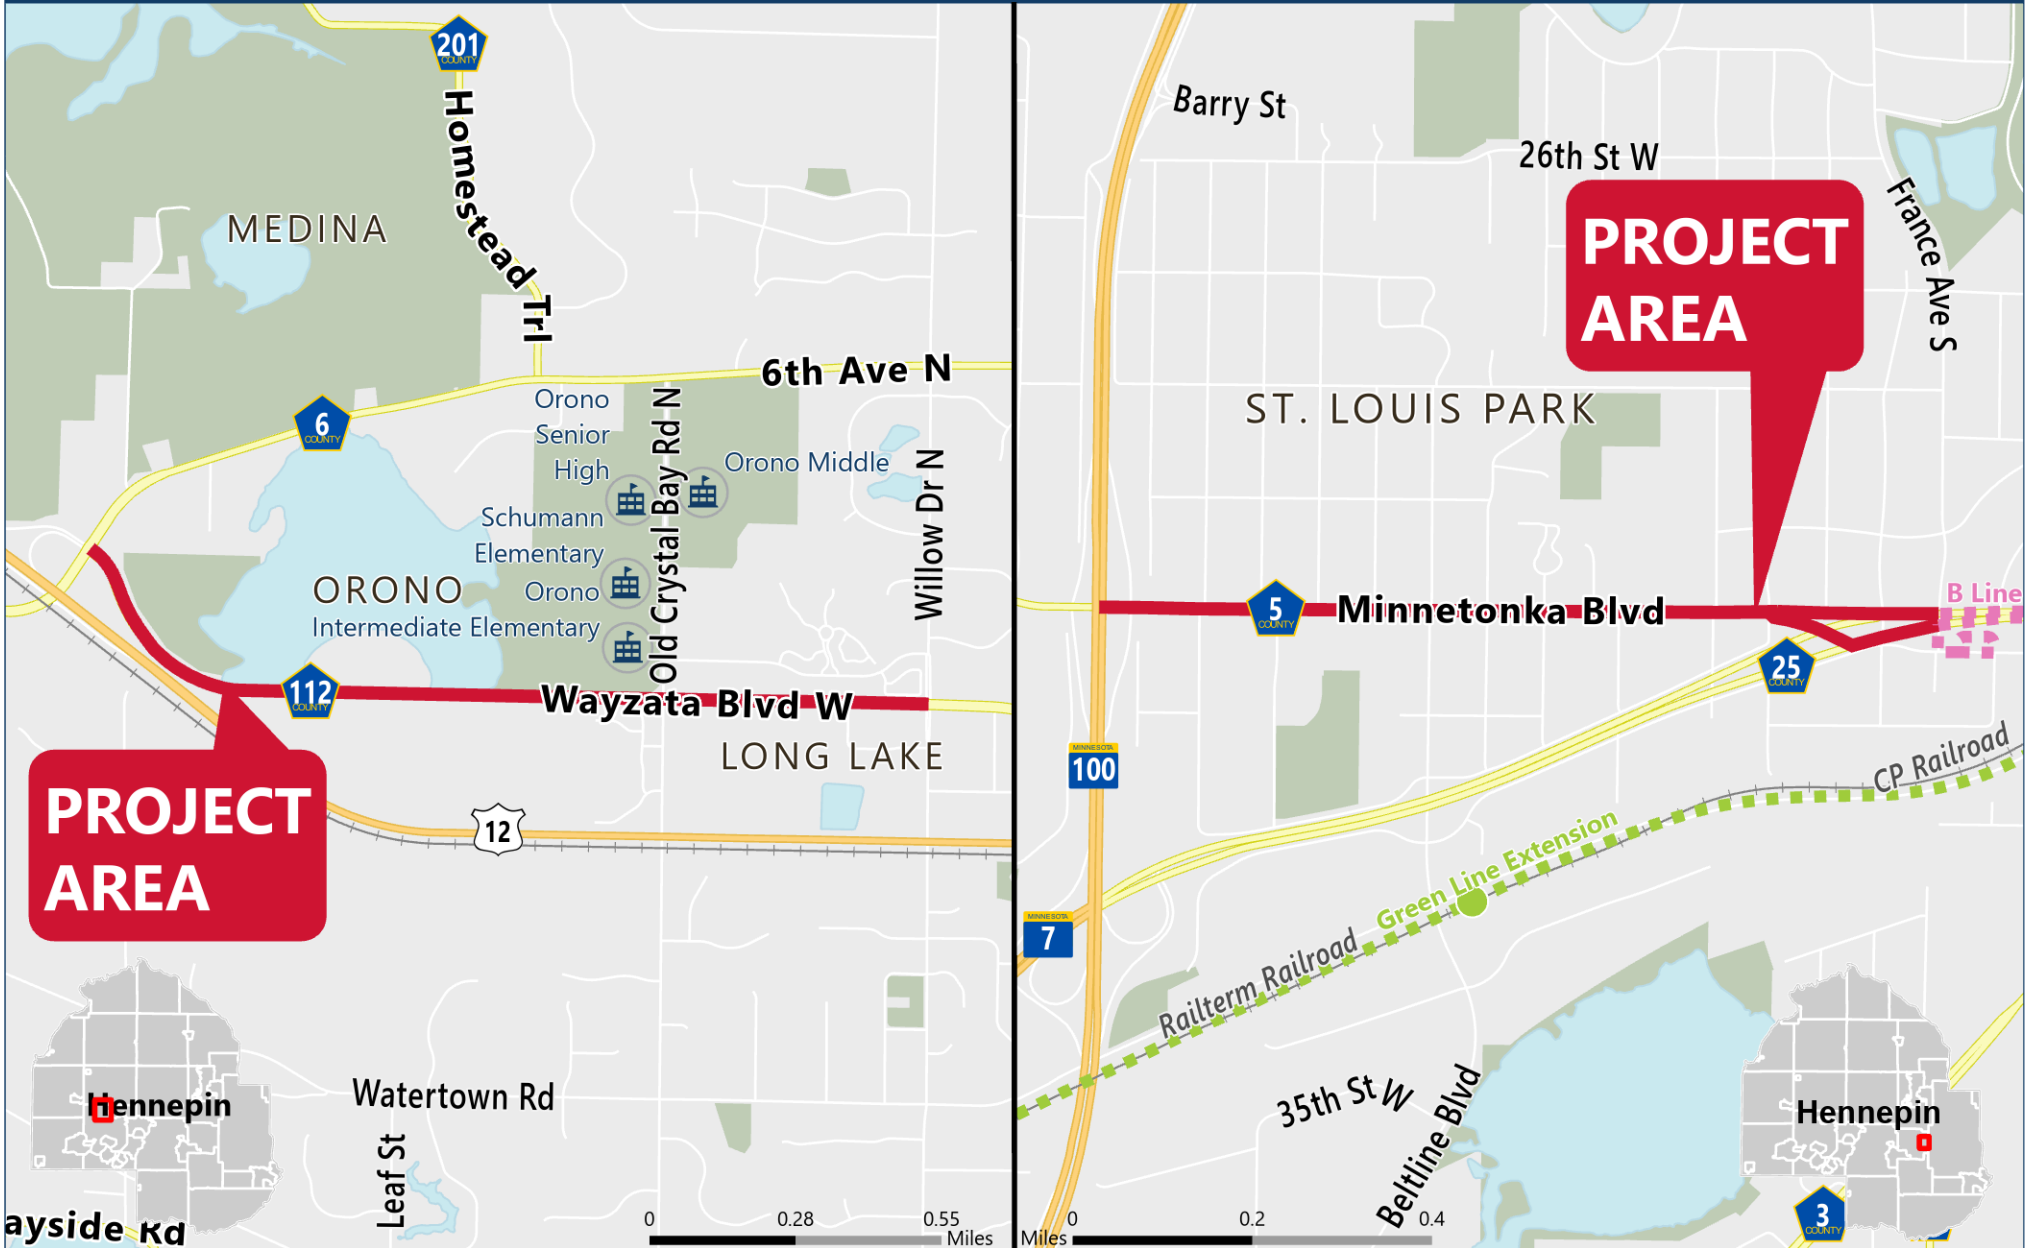 201
COUNTY
Homestead Trl
MEDINA
6th Ave N
6
COUNTY
Orono
Senior
High
Orono Middle
Old Crystal Bay Rd N
Willow Dr N
Schumann
Elementary
ORONO
Orono
Intermediate Elementary
112
COUNTY
Wayzata Blvd W
LONG LAKE
PROJECT
AREA
12
Hennepin
Watertown Rd
Leaf St
ayside Rd
0 0.28 0.55
Miles
Barry St
26th St W
France Ave S
PROJECT
AREA
ST. LOUIS PARK
B Line
5
COUNTY
Minnetonka Blvd
25
COUNTY
MINNESOTA
100
CP Railroad
Green Line Extension
MINNESOTA
7
Railterm Railroad
35th St W
Beltline Blvd
Hennepin
3
COUNTY
0 0.2 0.4
Miles